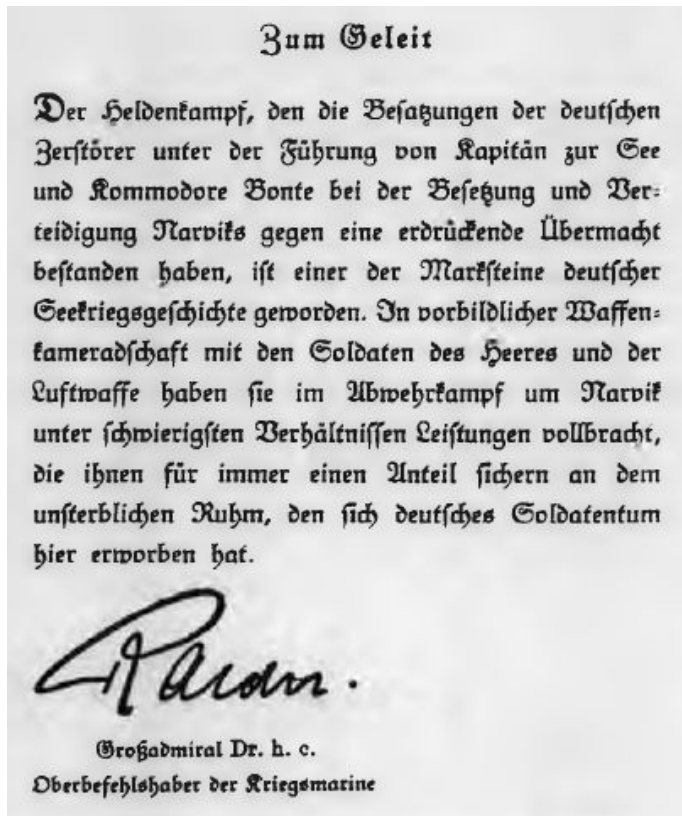 Zum Geleit
Der Heldenkampf, den die Besatzungen der deutschen
Zerstörer unter der Führung von Kapitän zur See
und Kommodore Bonte bei der Besetzung und Ver-
teidigung Narviks gegen eine erdrückende Übermacht
bestanden haben, ist einer der Marksteine deutscher
Seekriegsgeschichte geworden. In vorbildlicher Waffen-
kameradschaft mit den Soldaten des Heeres und der
Luftwaffe haben sie im Abwehrkampf um Narvik
unter schwierigsten Verhältnissen Leistungen vollbracht,
die ihnen für immer einen Anteil sichern an dem
unsterblichen Ruhm, den sich deutsches Soldatentum
hier erworben hat.
Raeder.
Großadmiral Dr. h. c.
Oberbefehlshaber der Kriegsmarine